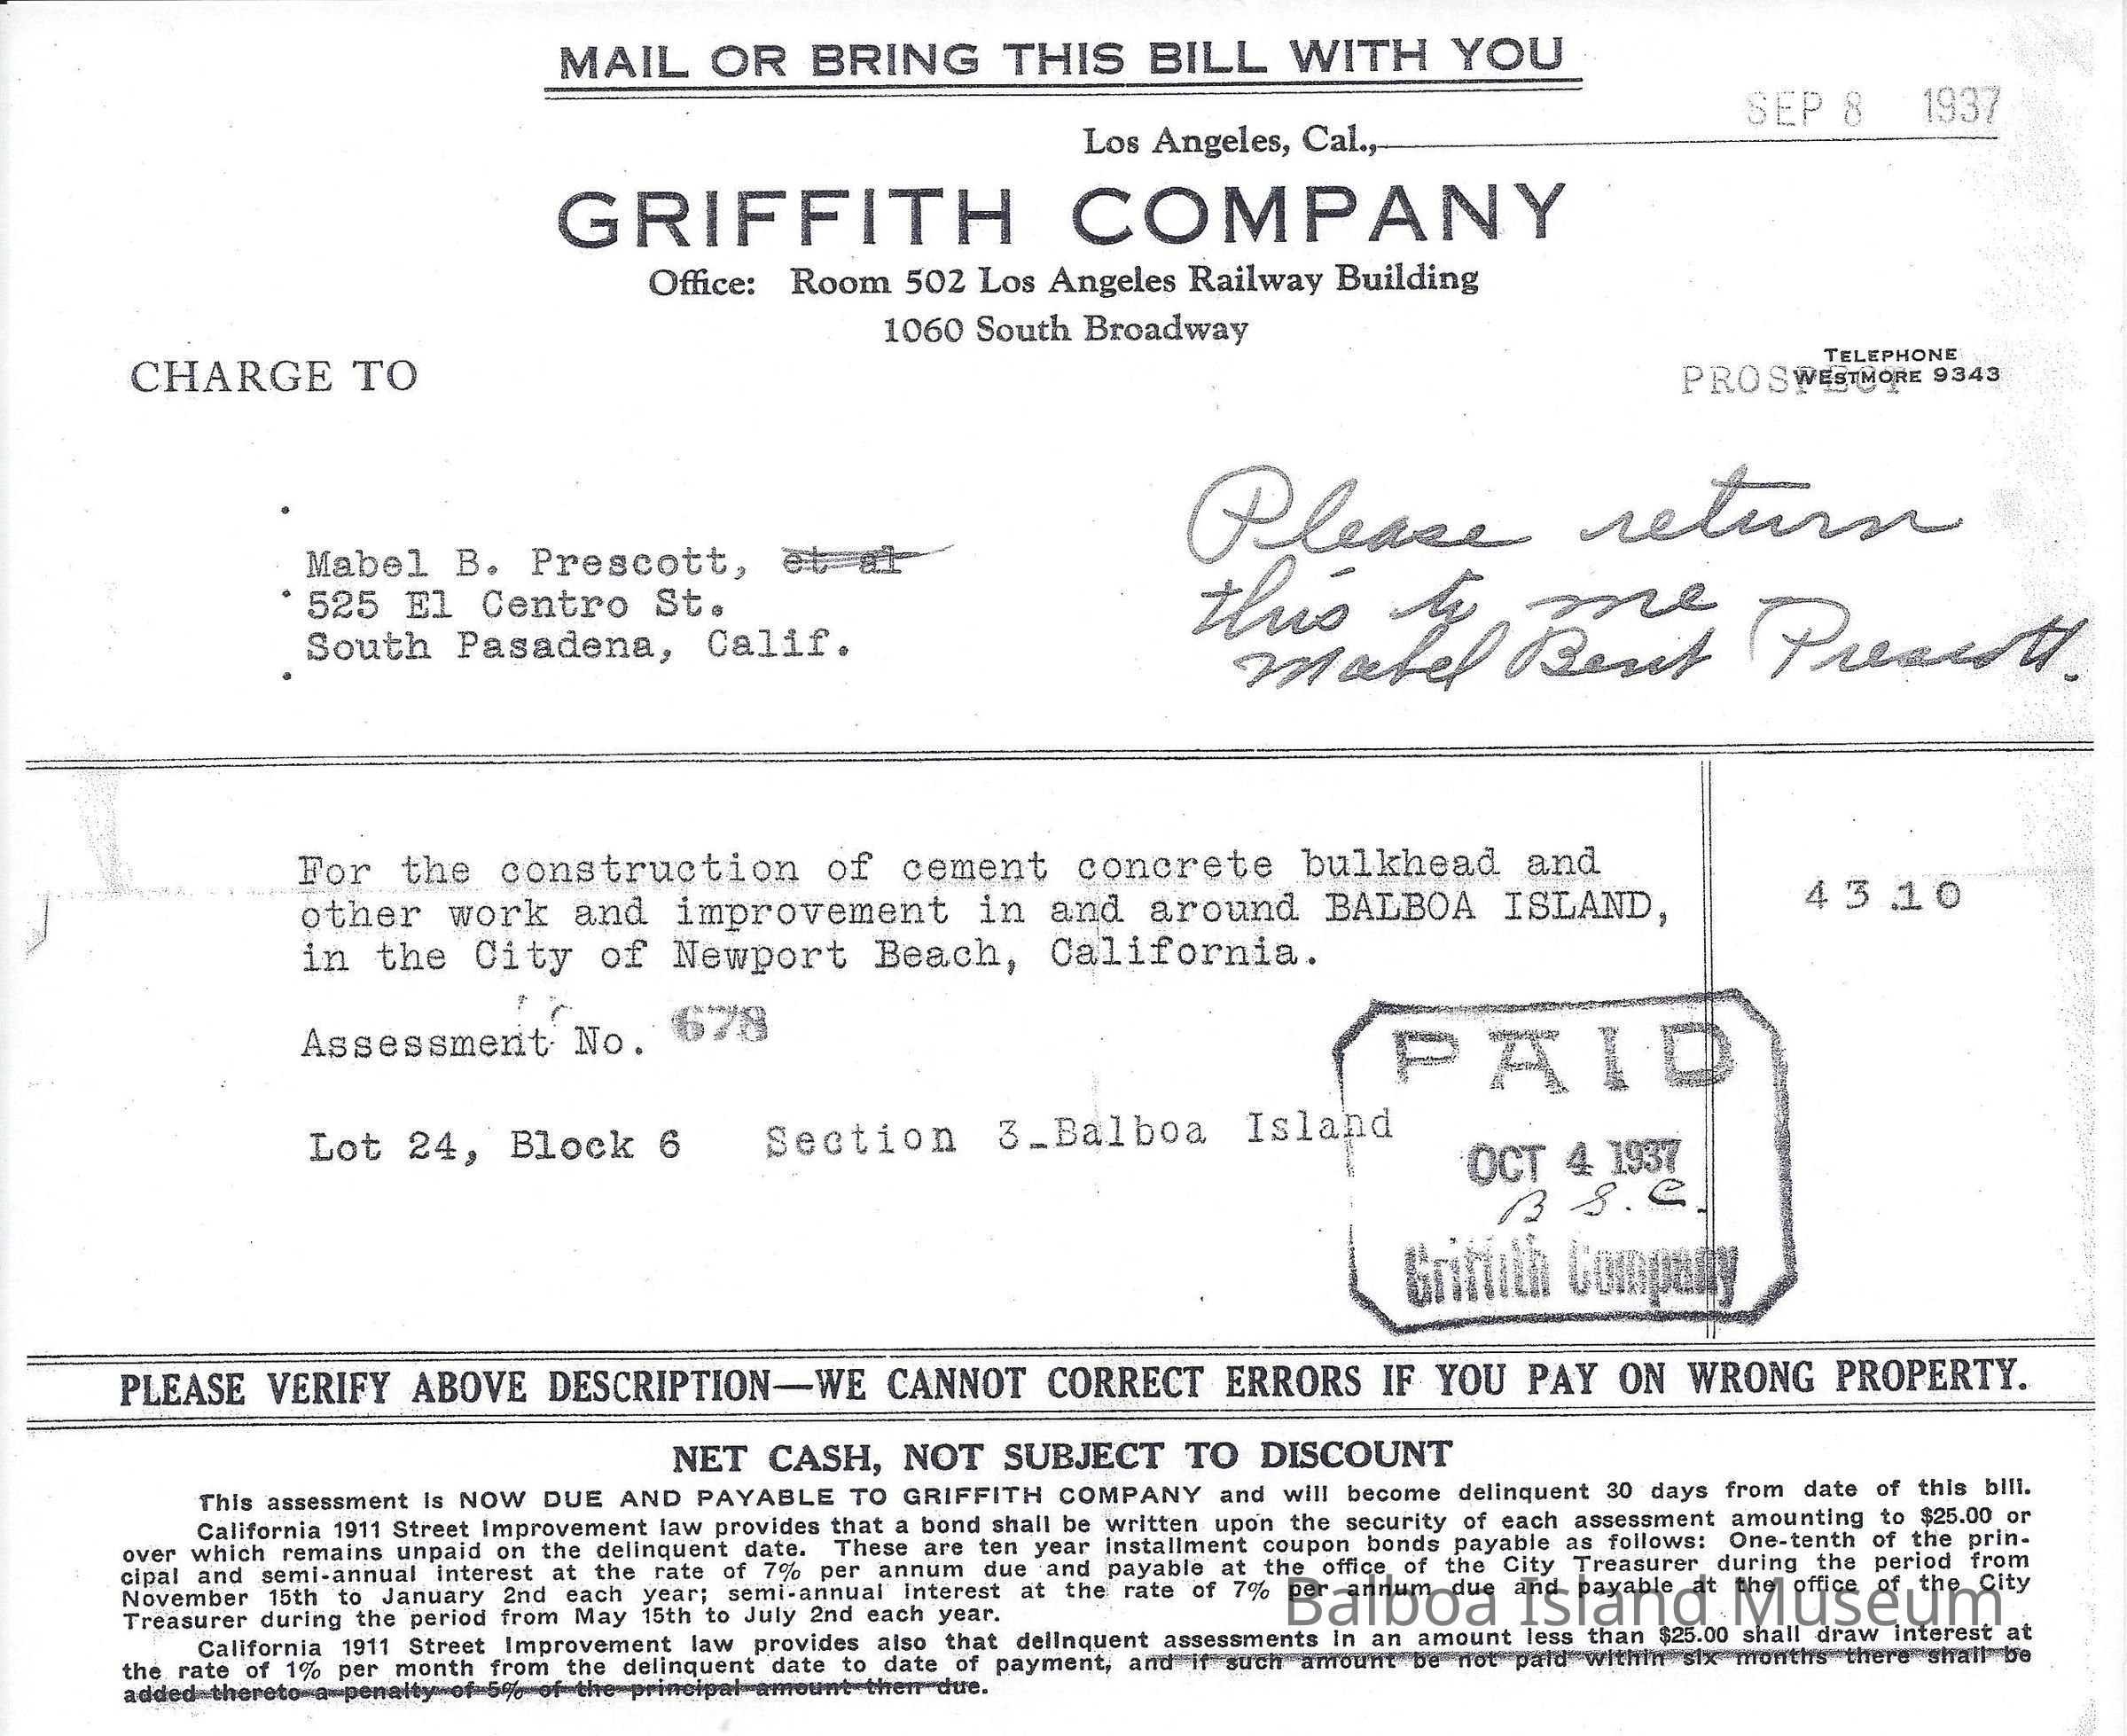 MAIL OR BRING THIS BILL WITH YOU
SEP 8 1937
Los Angeles, Cal.,
GRIFFITH COMPANY
Office: Room 502 Los Angeles Railway Building
1060 South Broadway
CHARGE TO
TELEPHONE
PROSPECT WESTMORE 9343
Please return
this to me
Mabel Bent Prescott.
Mabel B. Prescott, et al
525 El Centro St.
South Pasadena, Calif.
For the construction of cement concrete bulkhead and
other work and improvement in and around BALBOA ISLAND,
in the City of Newport Beach, California.
43.10
Assessment No. 678
Lot 24, Block 6 Section 3-Balboa Island
PAID
OCT 4 1937
B S. C.
Griffith Company
PLEASE VERIFY ABOVE DESCRIPTION—WE CANNOT CORRECT ERRORS IF YOU PAY ON WRONG PROPERTY.
NET CASH, NOT SUBJECT TO DISCOUNT
This assessment is NOW DUE AND PAYABLE TO GRIFFITH COMPANY and will become delinquent 30 days from date of this bill.
California 1911 Street Improvement law provides that a bond shall be written upon the security of each assessment amounting to $25.00 or
over which remains unpaid on the delinquent date. These are ten year installment coupon bonds payable as follows: One-tenth of the prin-
cipal and semi-annual interest at the rate of 7% per annum due and payable at the office of the City Treasurer during the period from
November 15th to January 2nd each year; semi-annual interest at the rate of 7% per annum due and payable at the office of the City
Treasurer during the period from May 15th to July 2nd each year.
Balboa Island Museum
California 1911 Street Improvement law provides also that delinquent assessments in an amount less than $25.00 shall draw interest at
the rate of 1% per month from the delinquent date to date of payment, and if such amount be not paid within six months there shall be
added thereto a penalty of 5% of the principal amount then due.